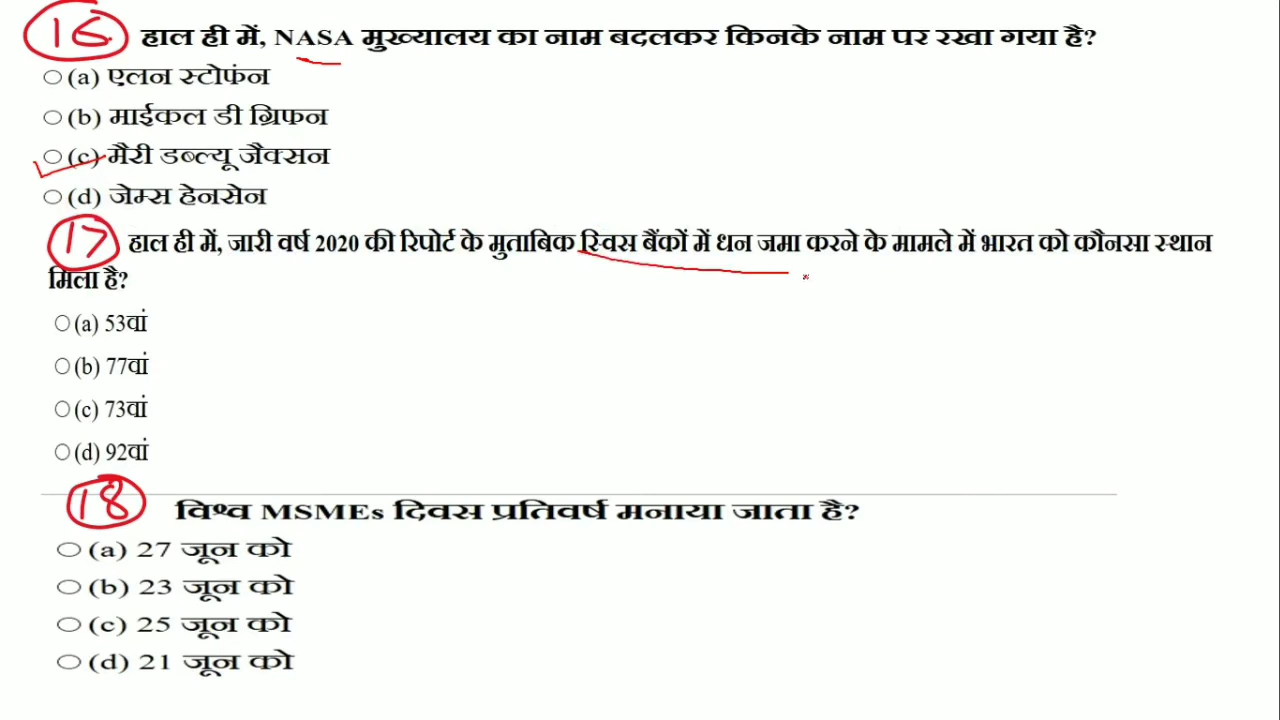 16 हाल ही में, NASA मुख्यालय का नाम बदलकर किनके नाम पर रखा गया है?
(a) एलन स्टोफंन
(b) माईकल डी ग्रिफन
(c) मैरी डब्ल्यू जैक्सन
(d) जेम्स हेनसेन
17 हाल ही में, जारी वर्ष 2020 की रिपोर्ट के मुताबिक स्विस बैंकों में धन जमा करने के मामले में भारत को कौनसा स्थान
मिला है?
(a) 53वां
(b) 77वां
(c) 73वां
(d) 92वां
18 विश्व MSMEs दिवस प्रतिवर्ष मनाया जाता है?
(a) 27 जून को
(b) 23 जून को
(c) 25 जून को
(d) 21 जून को